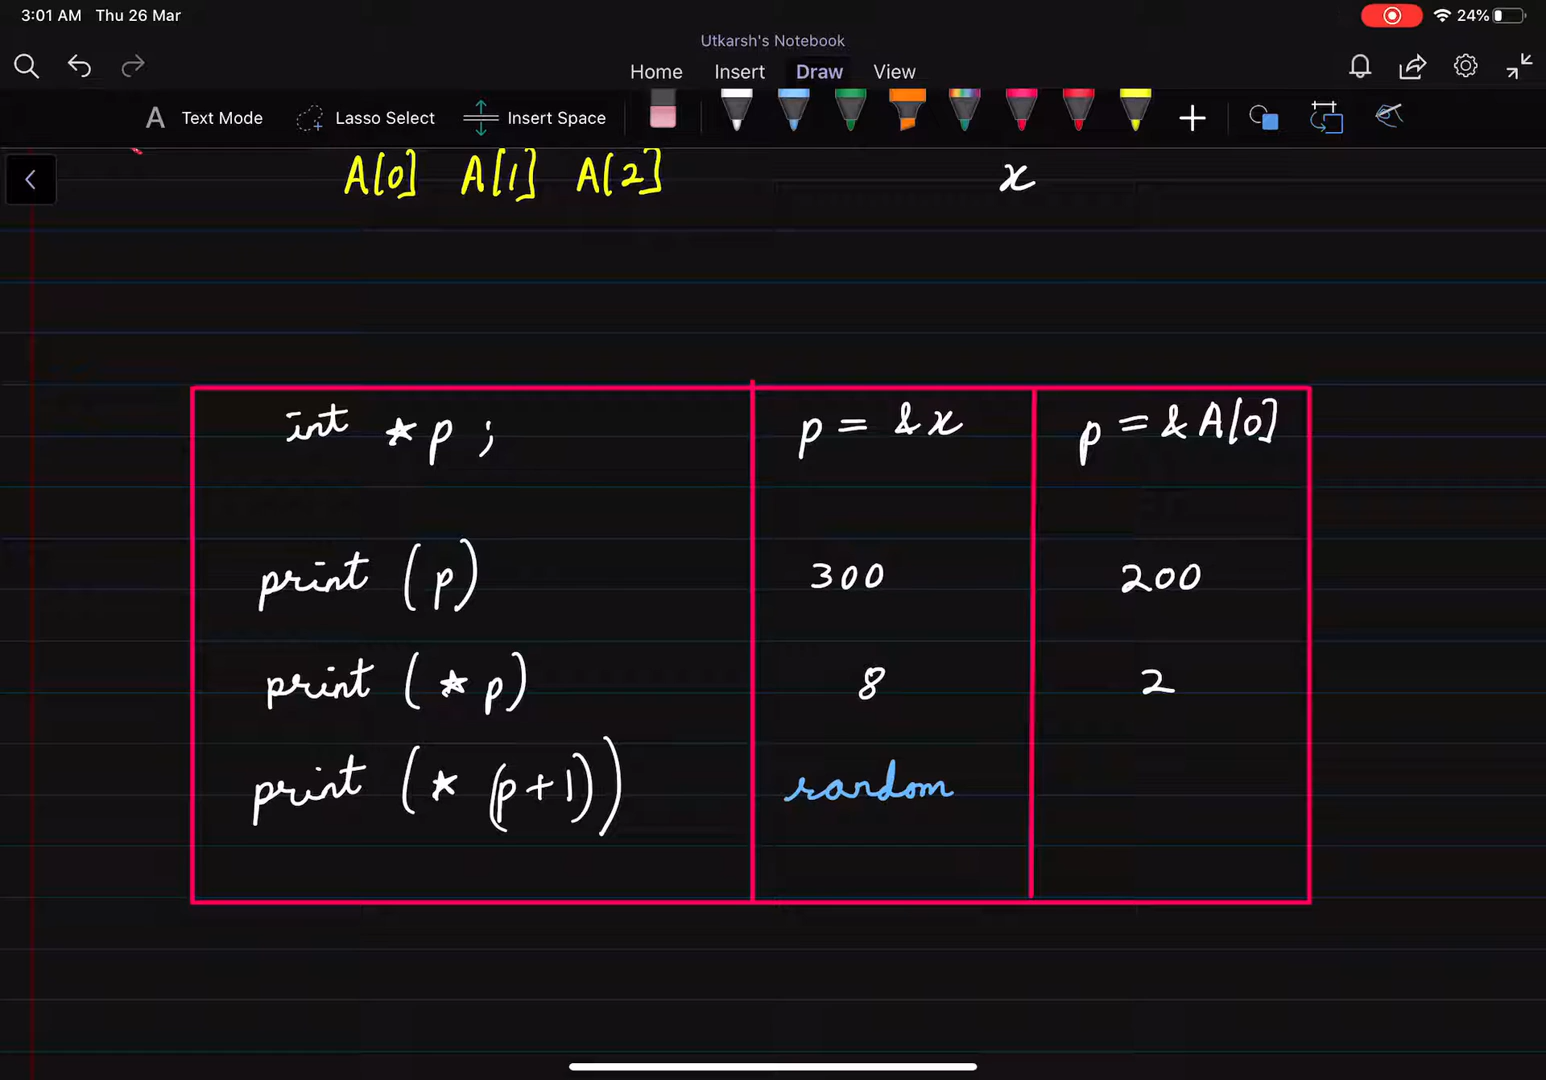 3:01 AM Thu 26 Mar
24%
Utkarsh's Notebook
Home Insert Draw View
A Text Mode Lasso Select Insert Space
A[0] A[1] A[2] x
int *p ; p = &x p = &A[0]
print (p) 300 200
print (*p) 8 2
print (* (p+1)) random